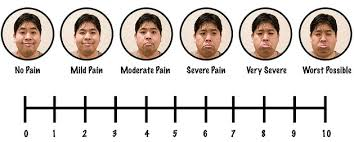 No Pain Mild Pain Moderate Pain Severe Pain Very Severe Worst Possible
0 1 2 3 4 5 6 7 8 9 10